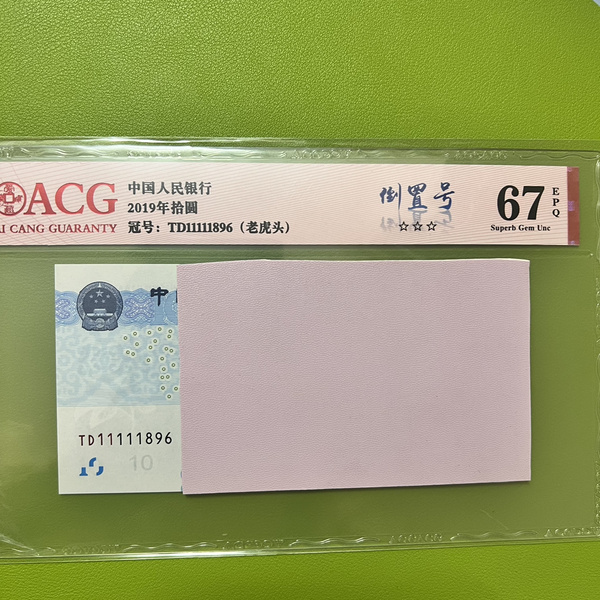 ACG
AI CANG GUARANTY
中国人民银行
2019年拾圆
冠号：TD11111896（老虎头）
倒置号
☆☆☆
67
EPQ
Superb Gem Unc
中
TD11111896
10